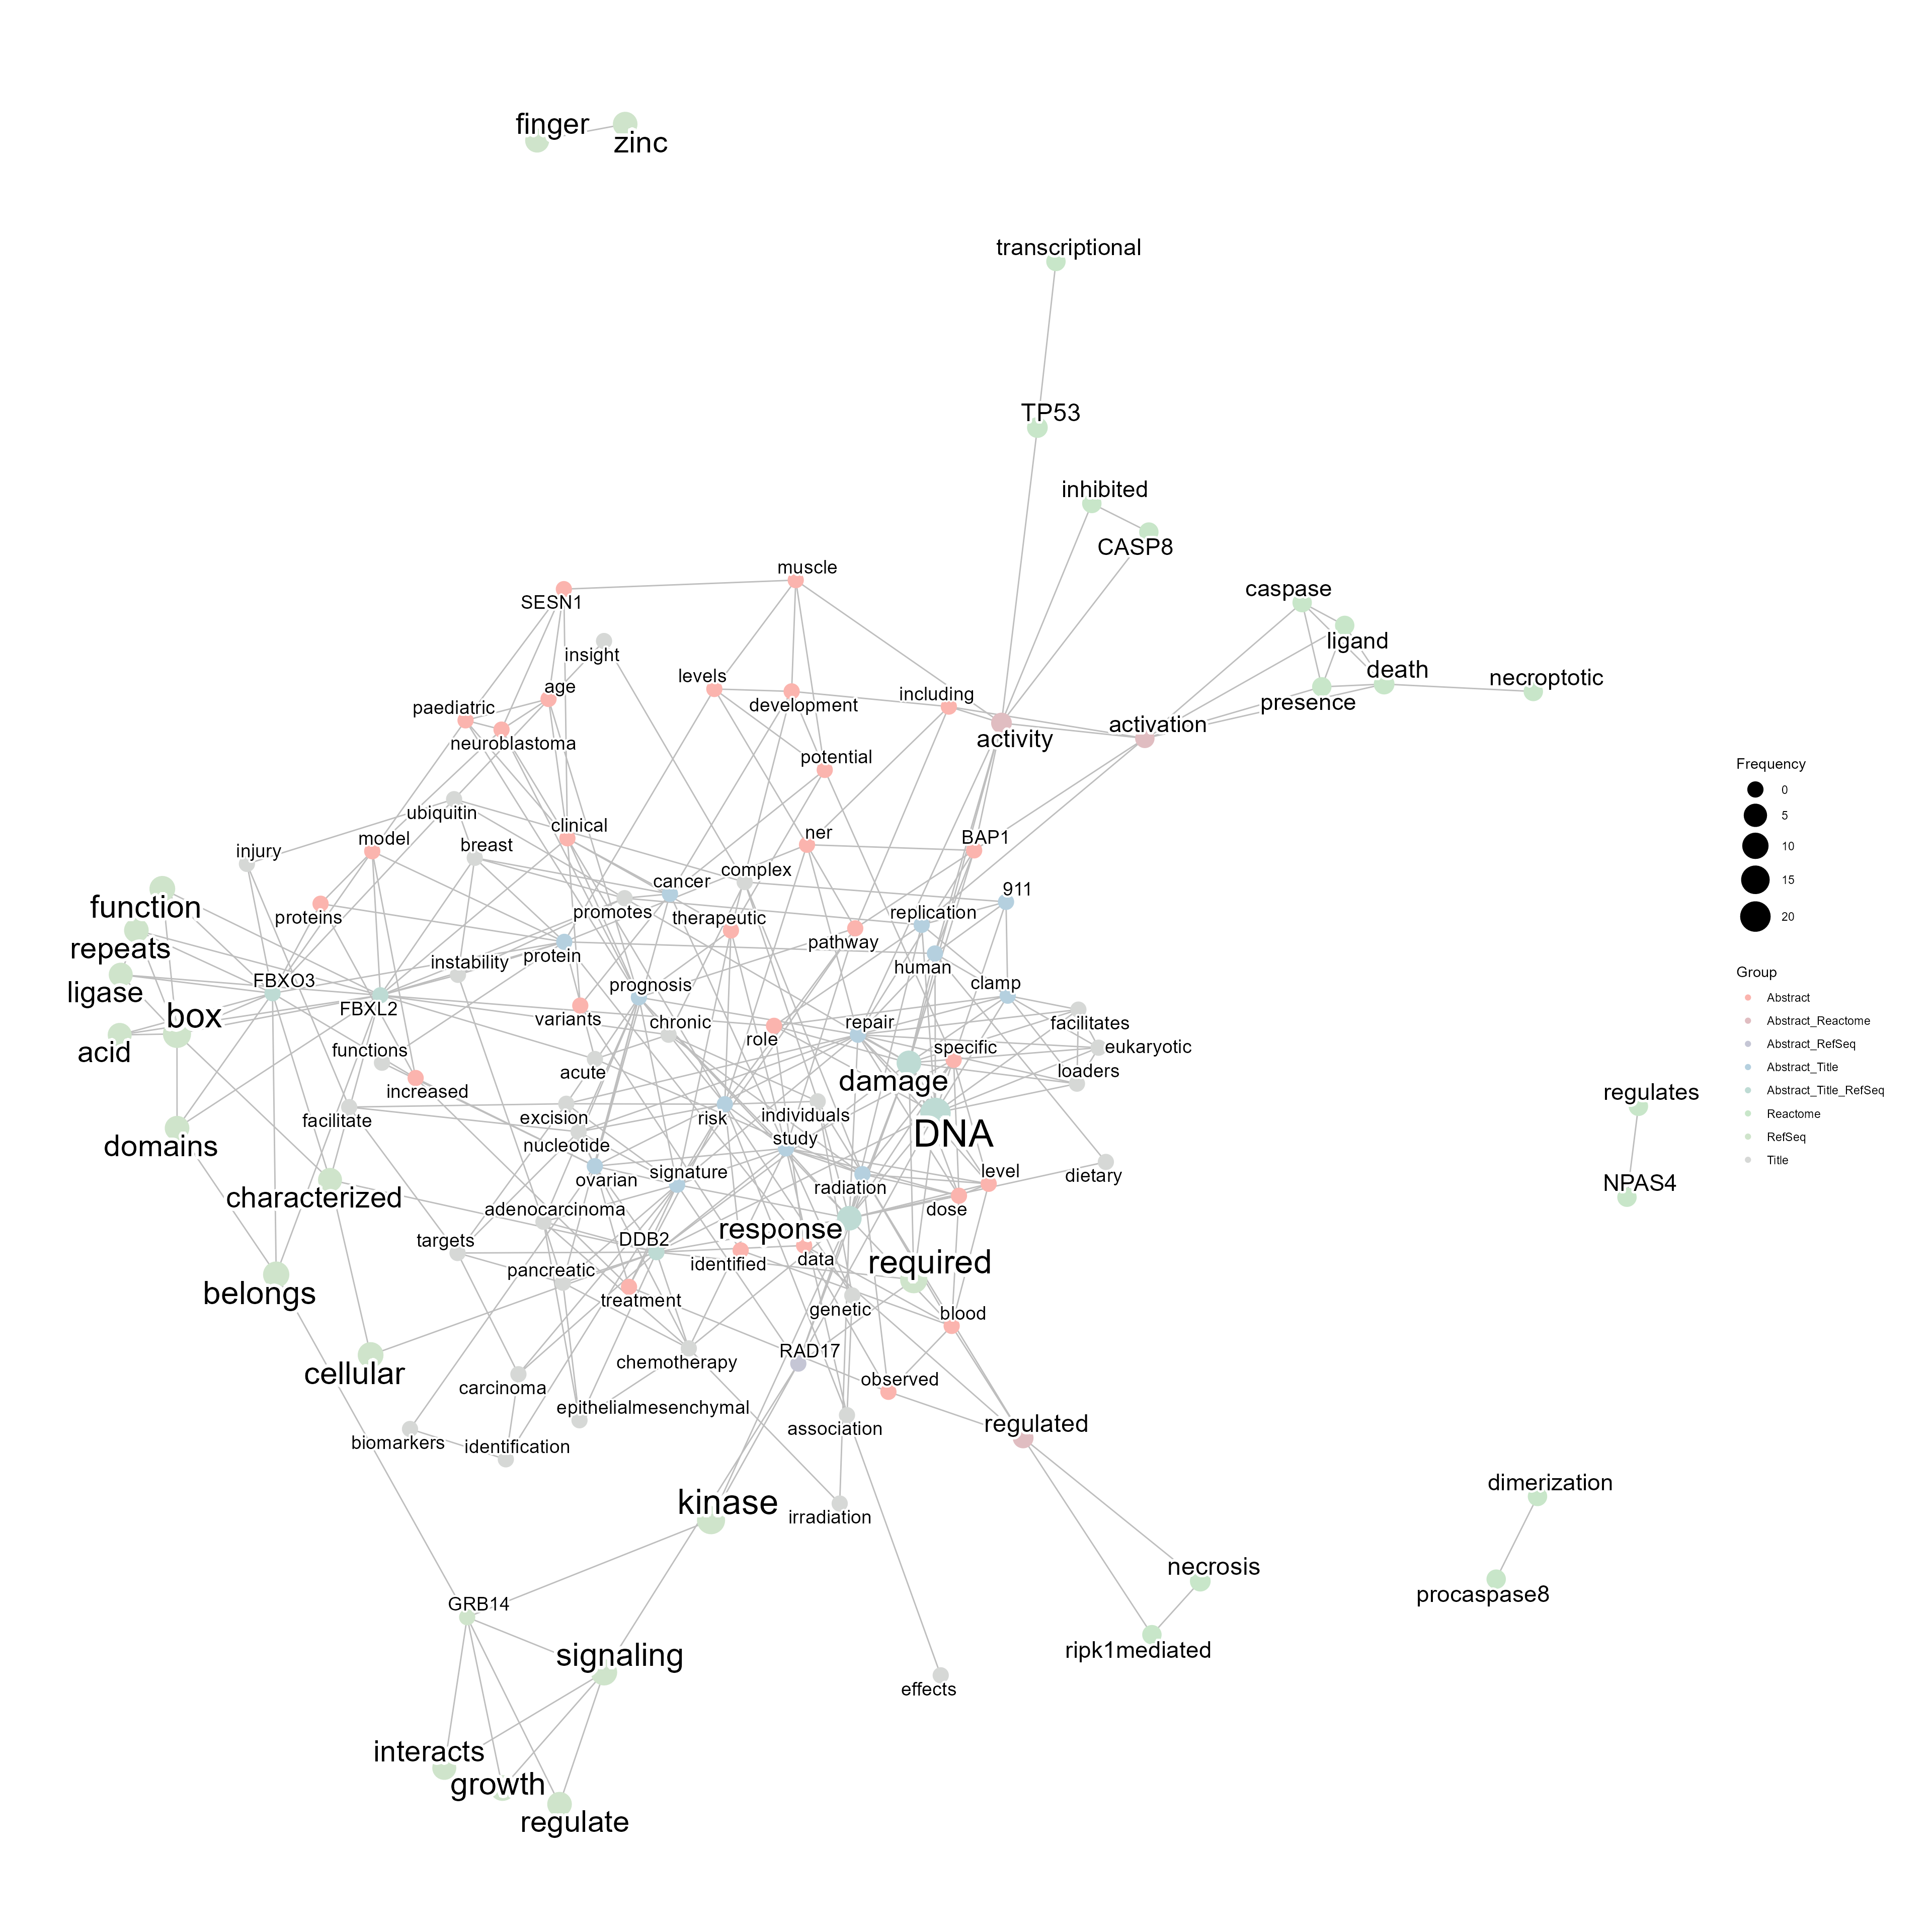 finger
zinc
transcriptional
TP53
inhibited
CASP8
muscle
caspase
SESN1
ligand
insight
death
levels
age
including
necroptotic
paediatric
development
presence
neuroblastoma
activity
activation
potential
ubiquitin
clinical
ner
BAP1
model
breast
injury
complex
cancer
911
function
proteins
promotes
therapeutic
replication
repeats
protein
pathway
instability
human
ligase
FBXO3
prognosis
clamp
FBXL2
box
variants
chronic
repair
facilitates
acid
functions
role
specific
eukaryotic
acute
damage
loaders
increased
facilitate
excision
risk
individuals
DNA
domains
nucleotide
study
regulates
characterized
ovarian
signature
radiation
level
dietary
NPAS4
adenocarcinoma
dose
targets
DDB2
response
belongs
pancreatic
identified
data
required
treatment
genetic
blood
cellular
chemotherapy
RAD17
carcinoma
observed
epithelialmesenchymal
biomarkers
identification
association
regulated
kinase
irradiation
dimerization
necrosis
procaspase8
GRB14
signaling
ripk1mediated
effects
interacts
growth
regulate
Frequency
0
5
10
15
20
Group
Abstract
Abstract_Reactome
Abstract_RefSeq
Abstract_Title
Abstract_Title_RefSeq
Reactome
RefSeq
Title